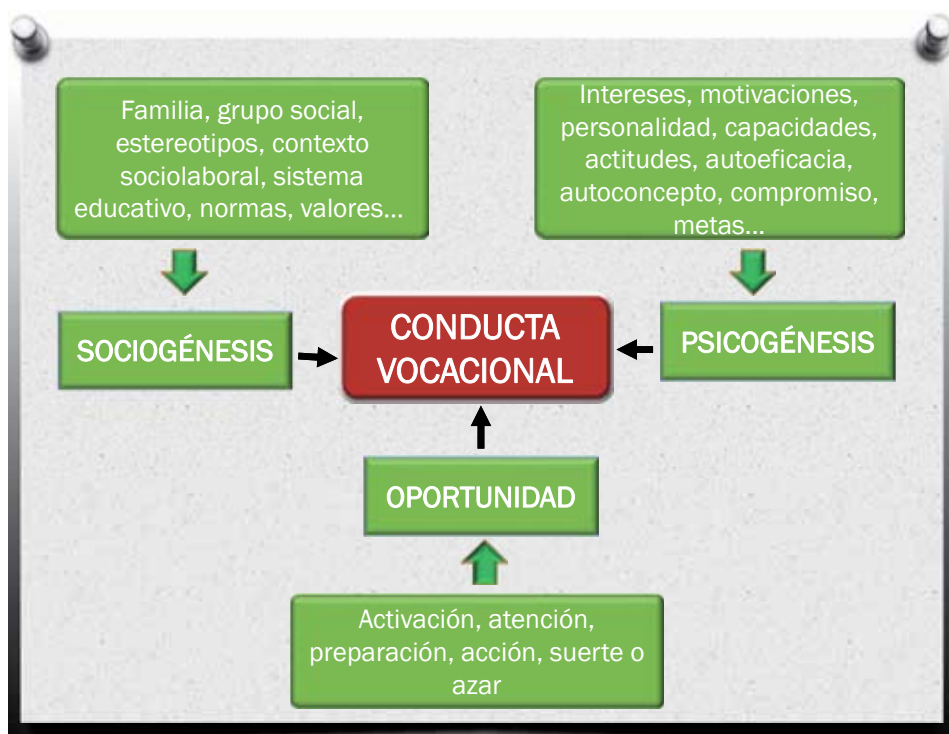 Familia, grupo social,
estereotipos, contexto
sociolaboral, sistema
educativo, normas, valores...
Intereses, motivaciones,
personalidad, capacidades,
actitudes, autoeficacia,
autoconcepto, compromiso,
metas...
SOCIOGÉNESIS
CONDUCTA
VOCACIONAL
PSICOGÉNESIS
OPORTUNIDAD
Activación, atención,
preparación, acción, suerte o
azar